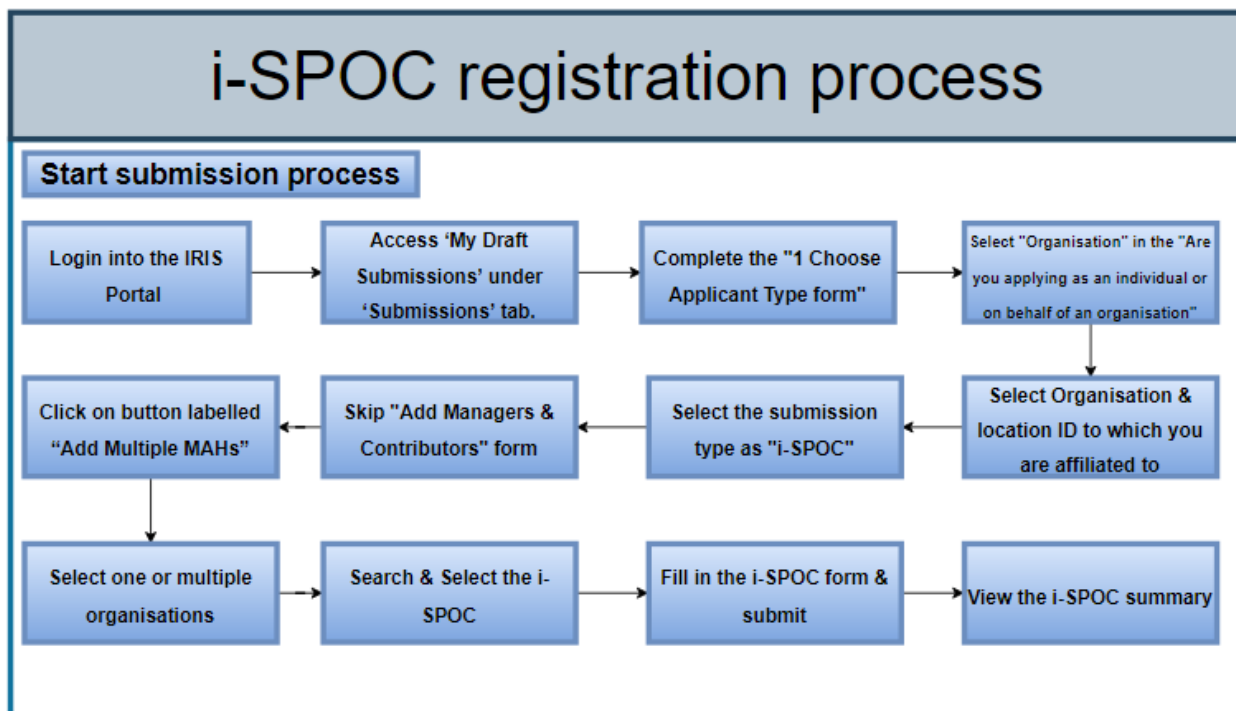 i-SPOC registration process
Start submission process
Login into the IRIS
Portal
Access ‘My Draft
Submissions’ under
‘Submissions’ tab.
Complete the "1 Choose
Applicant Type form"
Select "Organisation" in the "Are
you applying as an individual or
on behalf of an organisation"
Select Organisation &
location ID to which you
are affiliated to
Select the submission
type as "i-SPOC"
Skip "Add Managers &
Contributors" form
Click on button labelled
“Add Multiple MAHs”
Select one or multiple
organisations
Search & Select the i-
SPOC
Fill in the i-SPOC form &
submit
View the i-SPOC summary